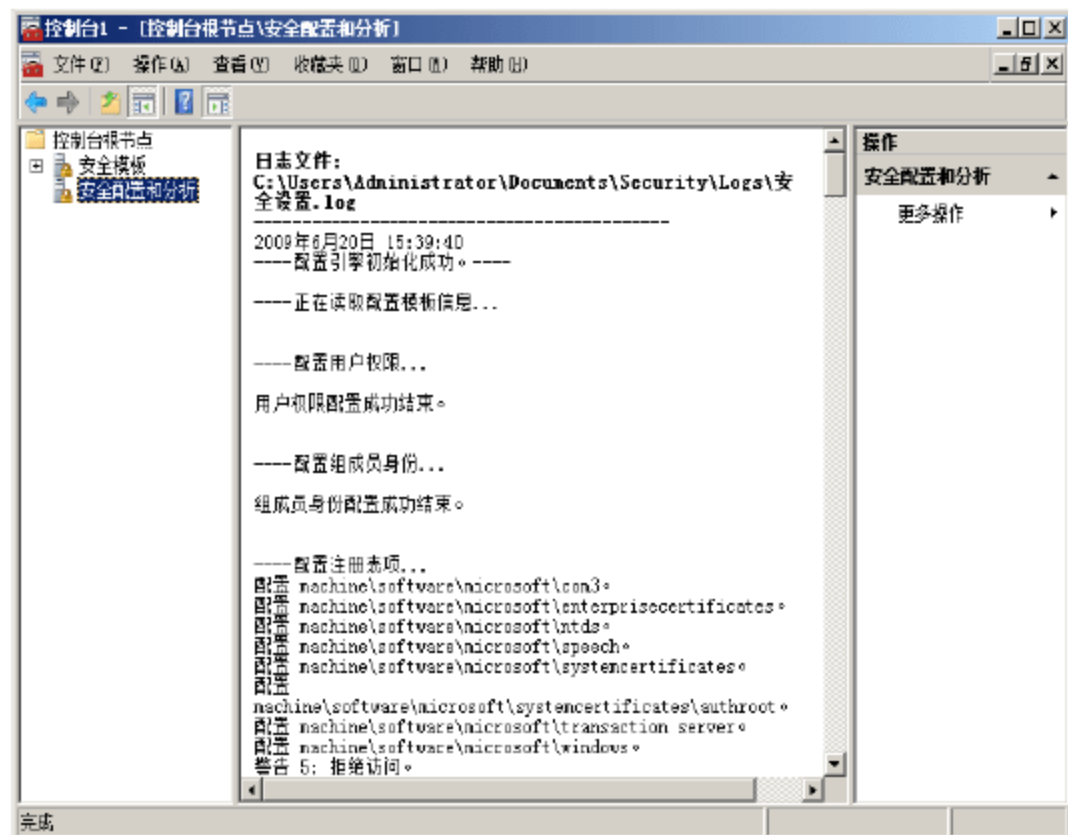 控制台1 - [控制台根节点\安全配置和分析]
文件(F) 操作(A) 查看(V) 收藏夹(O) 窗口(W) 帮助(H)
控制台根节点
安全模板
安全配置和分析
日志文件:
C:\Users\Administrator\Documents\Security\Logs\安
全设置.log
-------------------------------------------
2009年6月20日 15:39:40
----配置引擎初始化成功。----
----正在读取配置模板信息...
----配置用户权限...
用户权限配置成功结束。
----配置组成员身份...
组成员身份配置成功结束。
----配置注册表项...
配置 machine\software\microsoft\com3。
配置 machine\software\microsoft\enterprisecertificates。
配置 machine\software\microsoft\ntds。
配置 machine\software\microsoft\speech。
配置 machine\software\microsoft\systemcertificates。
配置
machine\software\microsoft\systemcertificates\authroot。
配置 machine\software\microsoft\transaction server。
配置 machine\software\microsoft\windows。
警告 5: 拒绝访问。
操作
安全配置和分析
更多操作
完成